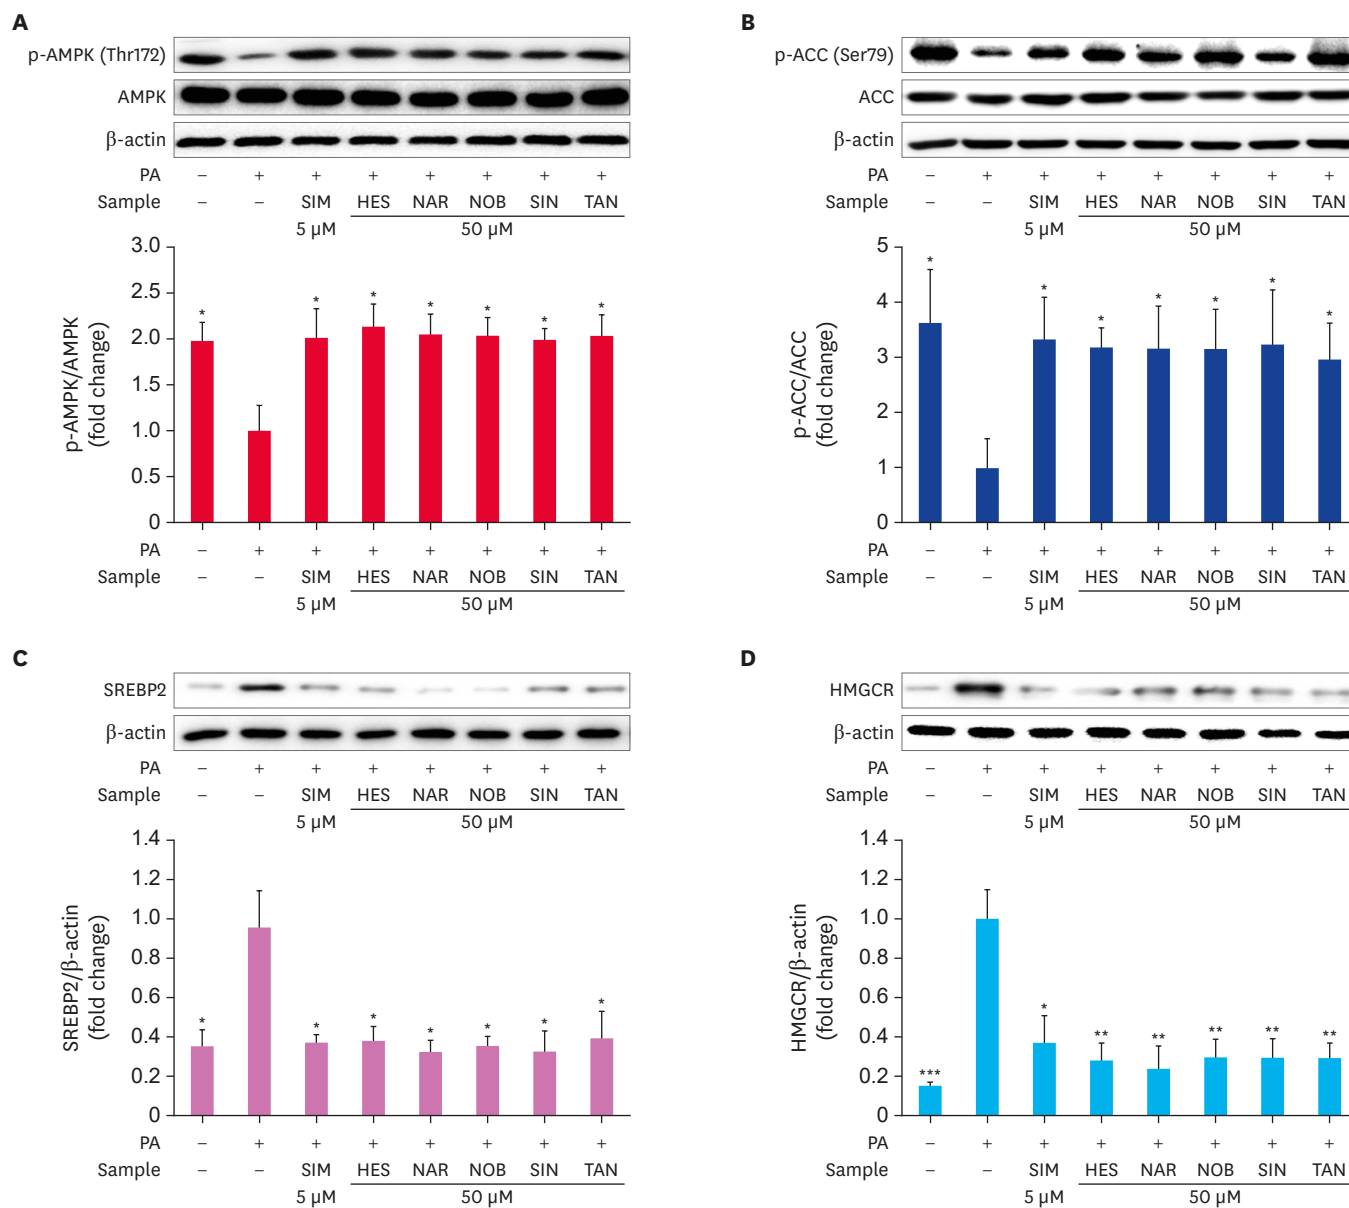 A
p-AMPK (Thr172)
AMPK
β-actin
PA – + + + + + + +
Sample – – SIM HES NAR NOB SIN TAN
5 μM 50 μM
3.0
2.5
2.0
1.5
1.0
0.5
0
p-AMPK/AMPK
(fold change)
* * * * * * *
PA – + + + + + + +
Sample – – SIM HES NAR NOB SIN TAN
5 μM 50 μM
B
p-ACC (Ser79)
ACC
β-actin
PA – + + + + + + +
Sample – – SIM HES NAR NOB SIN TAN
5 μM 50 μM
5
4
3
2
1
0
p-ACC/ACC
(fold change)
* * * * * * *
PA – + + + + + + +
Sample – – SIM HES NAR NOB SIN TAN
5 μM 50 μM
C
SREBP2
β-actin
PA – + + + + + + +
Sample – – SIM HES NAR NOB SIN TAN
5 μM 50 μM
1.4
1.2
1.0
0.8
0.6
0.4
0.2
0
SREBP2/β-actin
(fold change)
* * * * * * *
PA – + + + + + + +
Sample – – SIM HES NAR NOB SIN TAN
5 μM 50 μM
D
HMGCR
β-actin
PA – + + + + + + +
Sample – – SIM HES NAR NOB SIN TAN
5 μM 50 μM
1.4
1.2
1.0
0.8
0.6
0.4
0.2
0
HMGCR/β-actin
(fold change)
*** * ** ** ** ** **
PA – + + + + + + +
Sample – – SIM HES NAR NOB SIN TAN
5 μM 50 μM